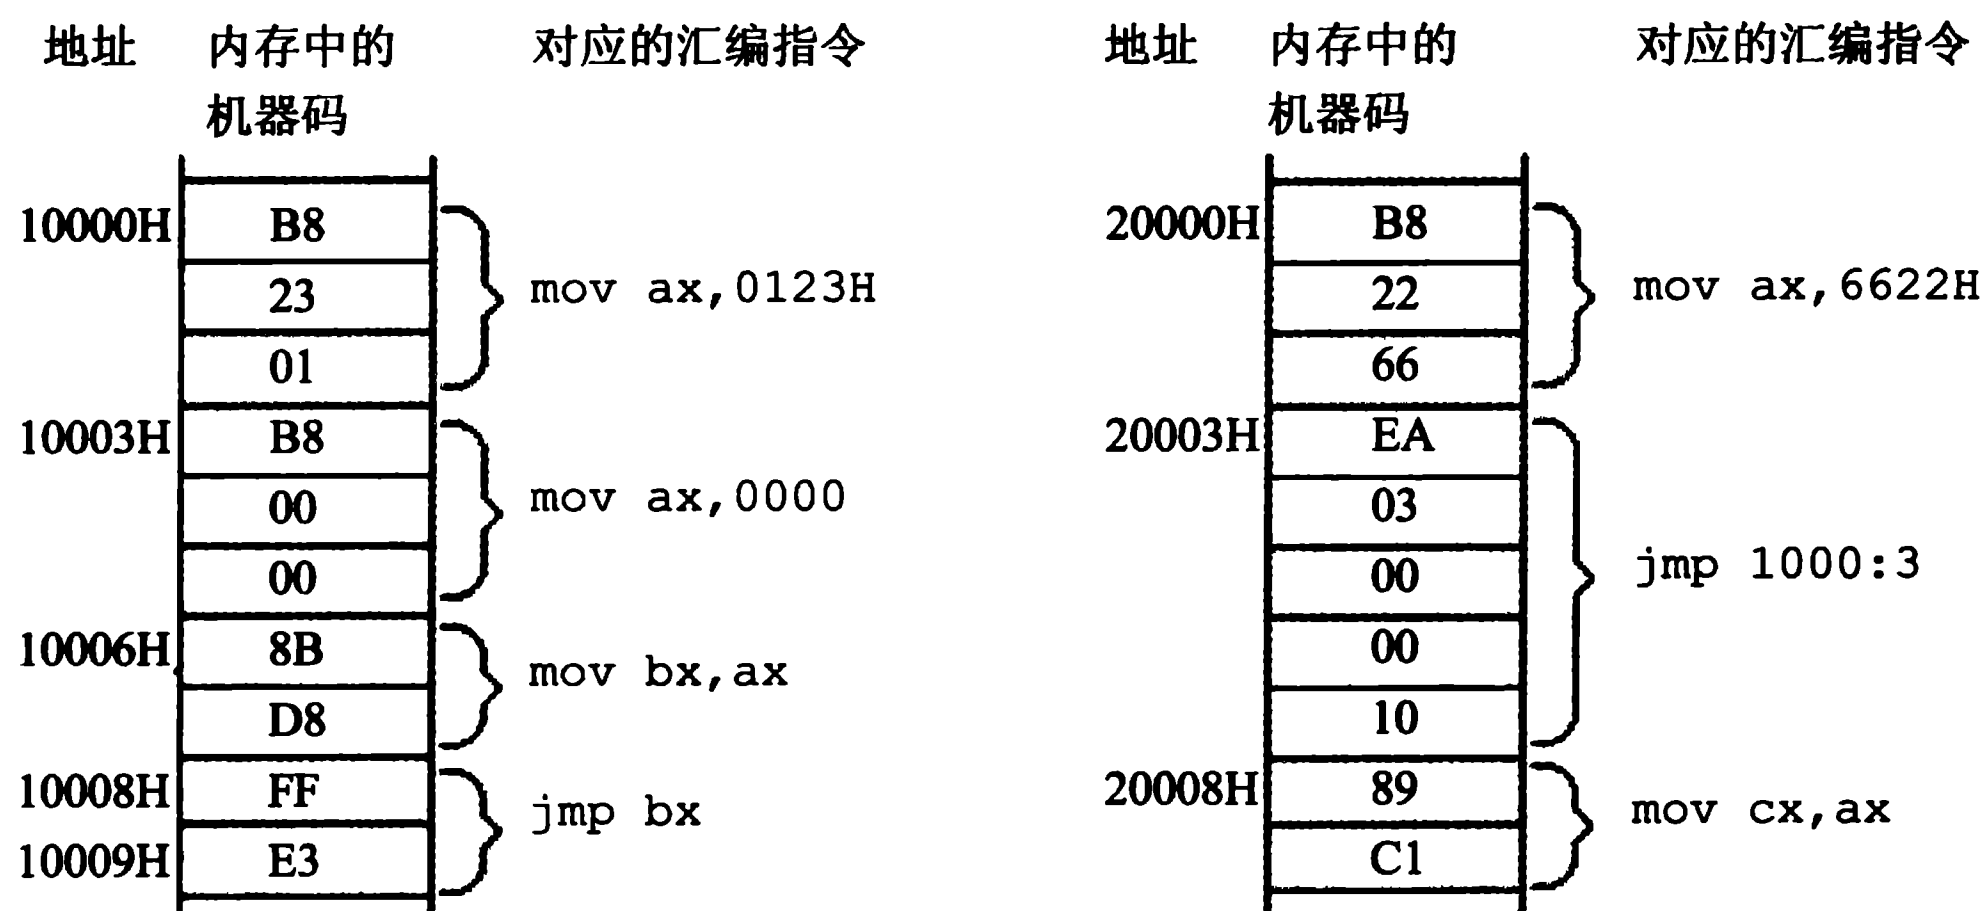 地址 内存中的 对应的汇编指令
机器码
10000H B8
23 mov ax,0123H
01
10003H B8
00 mov ax,0000
00
10006H 8B
mov bx,ax
D8
10008H FF
jmp bx
10009H E3
地址 内存中的 对应的汇编指令
机器码
20000H B8
22 mov ax,6622H
66
20003H EA
03
00 jmp 1000:3
00
10
20008H 89
mov cx,ax
C1